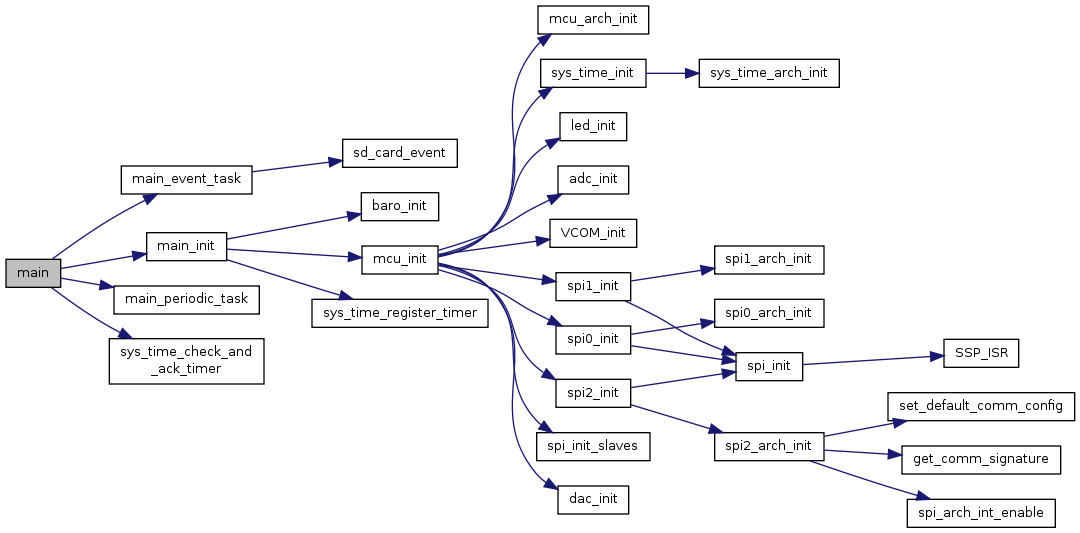 mcu_arch_init
sys_time_init
sys_time_arch_init
led_init
sd_card_event
main_event_task
adc_init
baro_init
VCOM_init
main_init
mcu_init
spi1_arch_init
main
spi1_init
main_periodic_task
sys_time_register_timer
spi0_arch_init
spi0_init
sys_time_check_and
_ack_timer
SSP_ISR
spi_init
spi2_init
set_default_comm_config
spi_init_slaves
spi2_arch_init
get_comm_signature
dac_init
spi_arch_int_enable